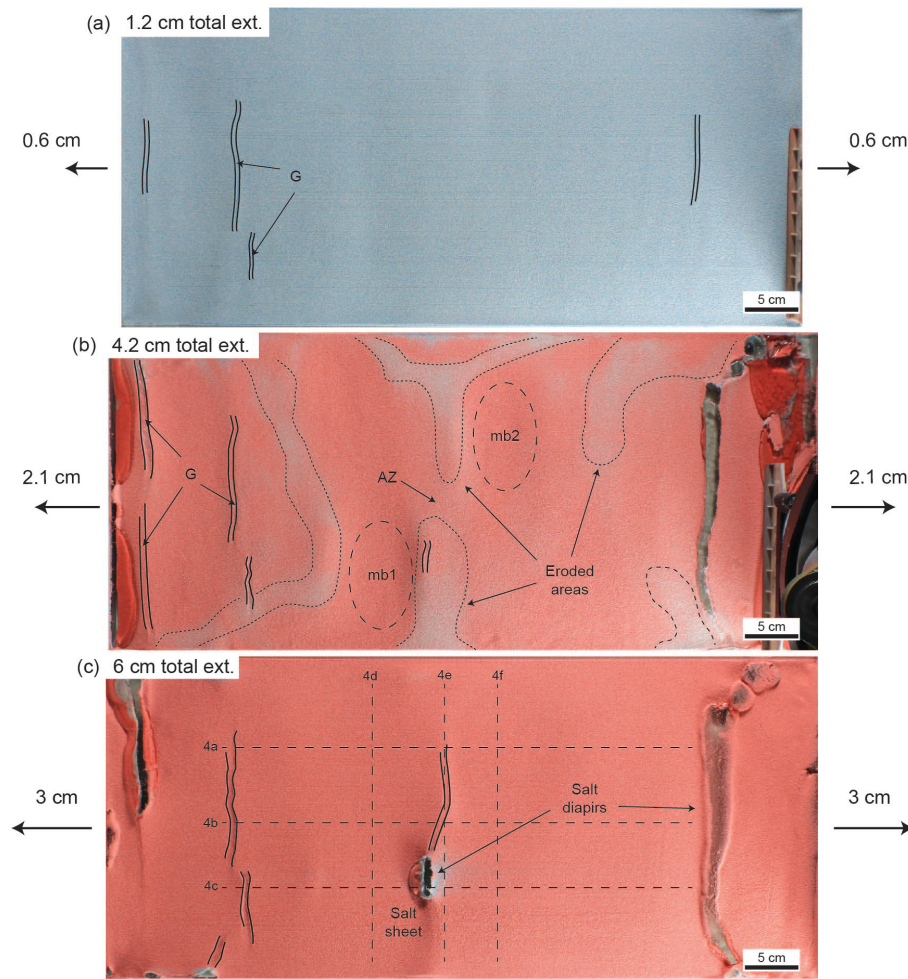 (a) 1.2 cm total ext.
0.6 cm
0.6 cm
G
5 cm
(b) 4.2 cm total ext.
mb2
G
AZ
2.1 cm
2.1 cm
mb1
Eroded
areas
5 cm
(c) 6 cm total ext.
4d
4e
4f
4a
3 cm
3 cm
Salt
diapirs
4b
4c
Salt
sheet
5 cm